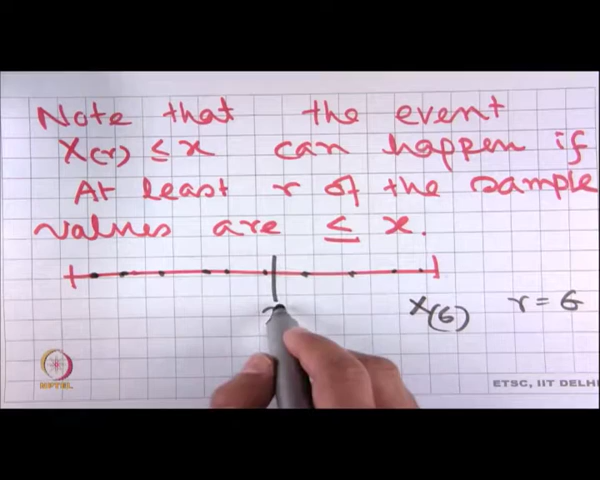 Note that the event
X(r) ≤ x can happen if
At least r of the sample
values are ≤ x.
X(6) r = 6
NPTEL
ETSC, IIT DELHI